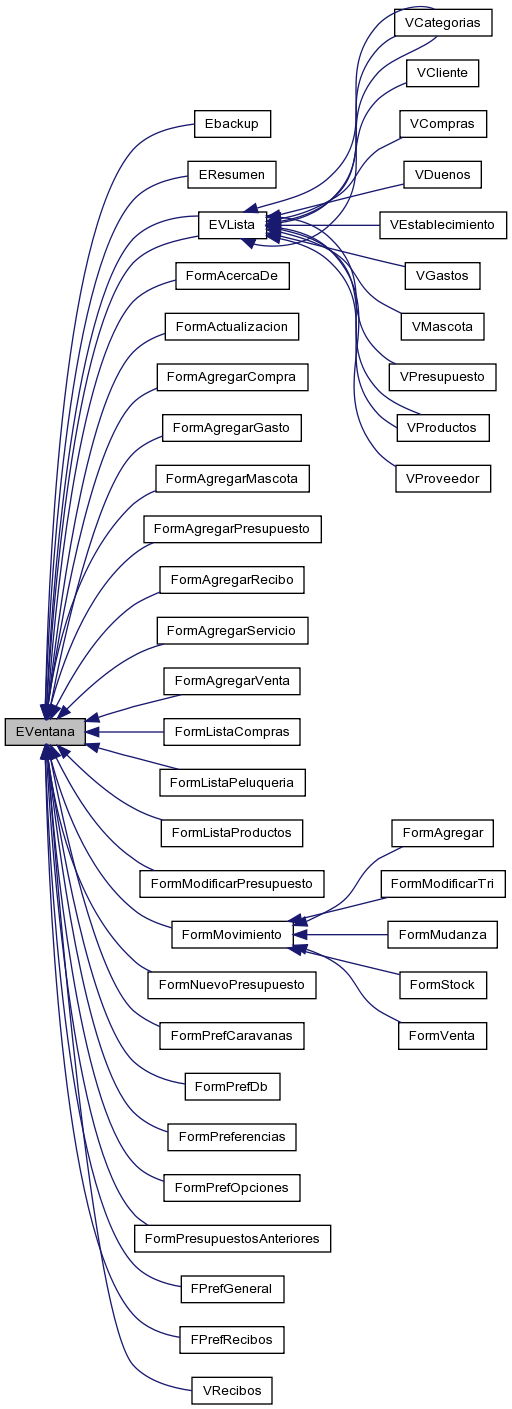 VCategorias
VCliente
VCompras
Ebackup
EResumen
VDuenos
EVLista
VEstablecimiento
FormAcercaDe
VGastos
FormActualizacion
VMascota
FormAgregarCompra
VPresupuesto
FormAgregarGasto
VProductos
FormAgregarMascota
VProveedor
FormAgregarPresupuesto
FormAgregarRecibo
FormAgregarServicio
FormAgregarVenta
EVentana
FormListaCompras
FormListaPeluqueria
FormListaProductos
FormAgregar
FormModificarPresupuesto
FormModificarTri
FormMovimiento
FormMudanza
FormNuevoPresupuesto
FormStock
FormPrefCaravanas
FormVenta
FormPrefDb
FormPreferencias
FormPrefOpciones
FormPresupuestosAnteriores
FPrefGeneral
FPrefRecibos
VRecibos